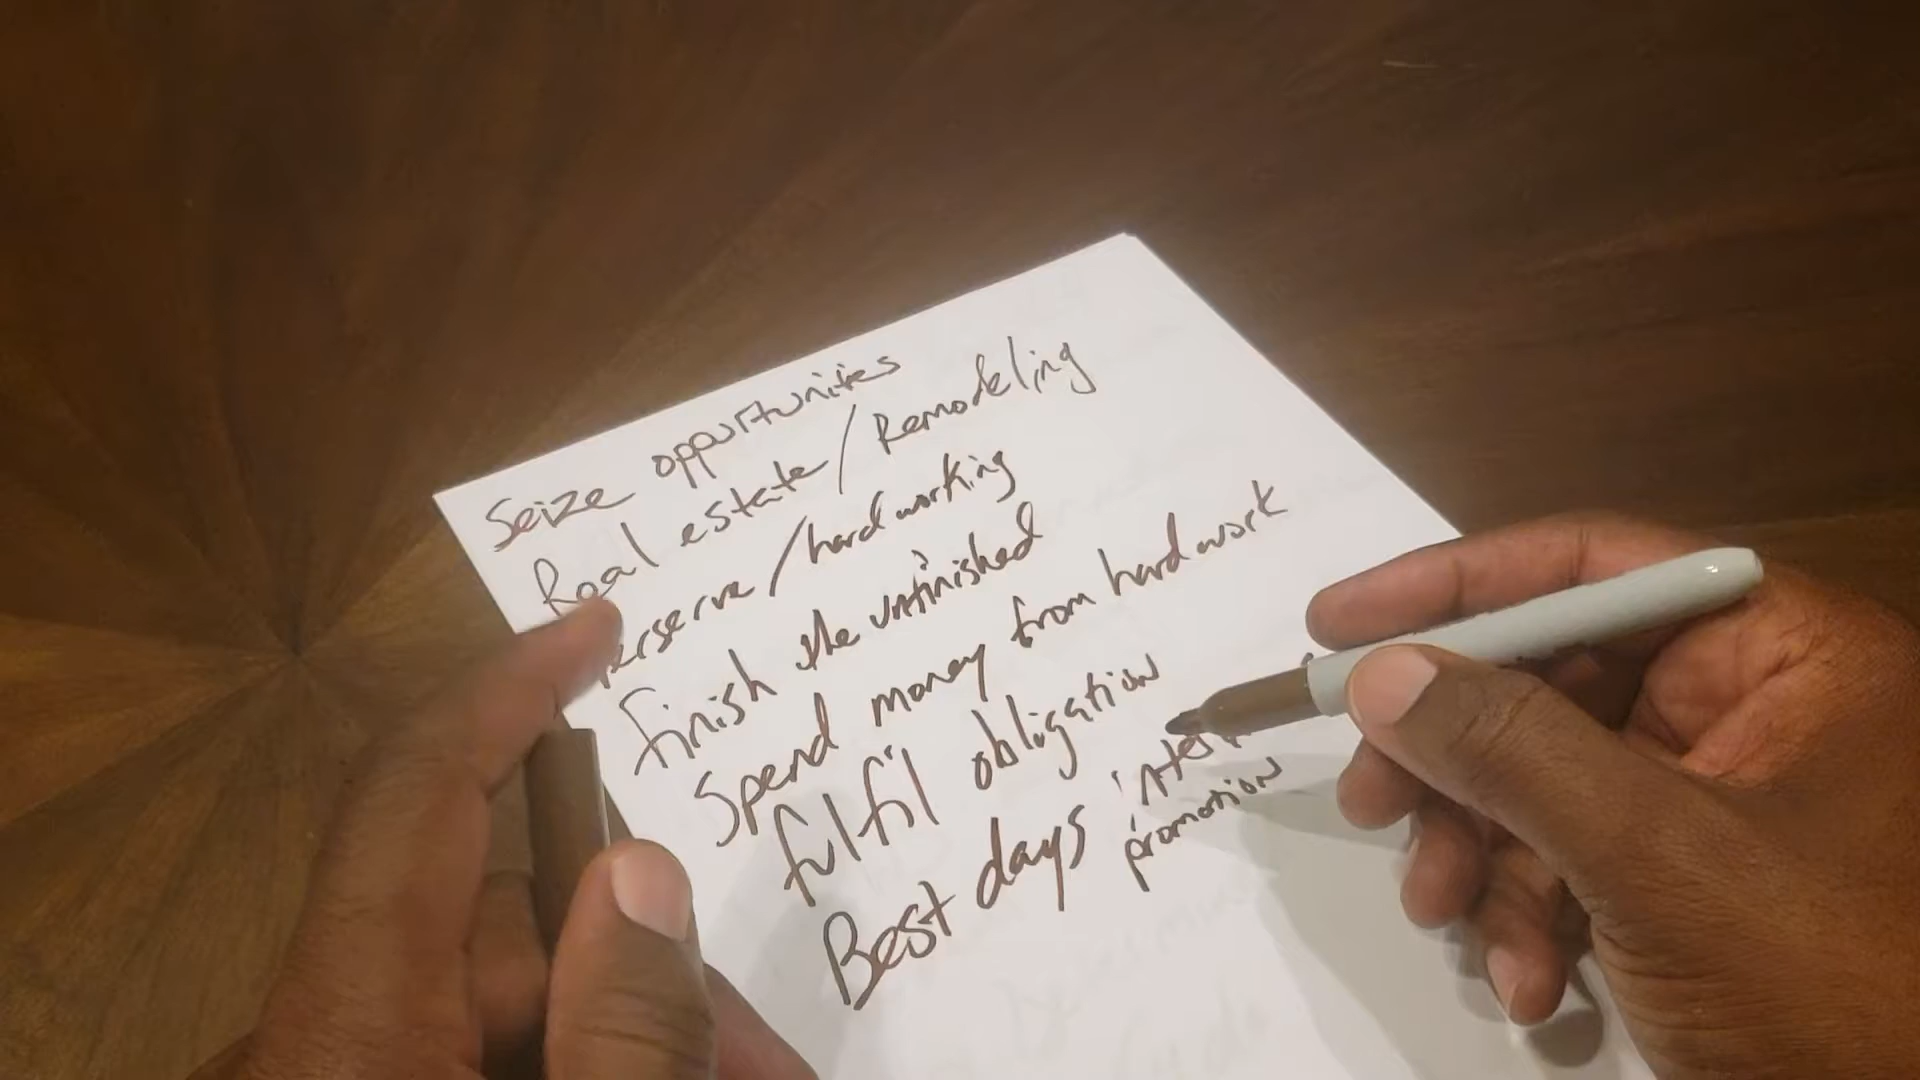 Seize opportunities
Real estate/Remodeling
perserve/hard working
finish the unfinished
Spend money from hard work
fulfil obligation
Best days
promotion